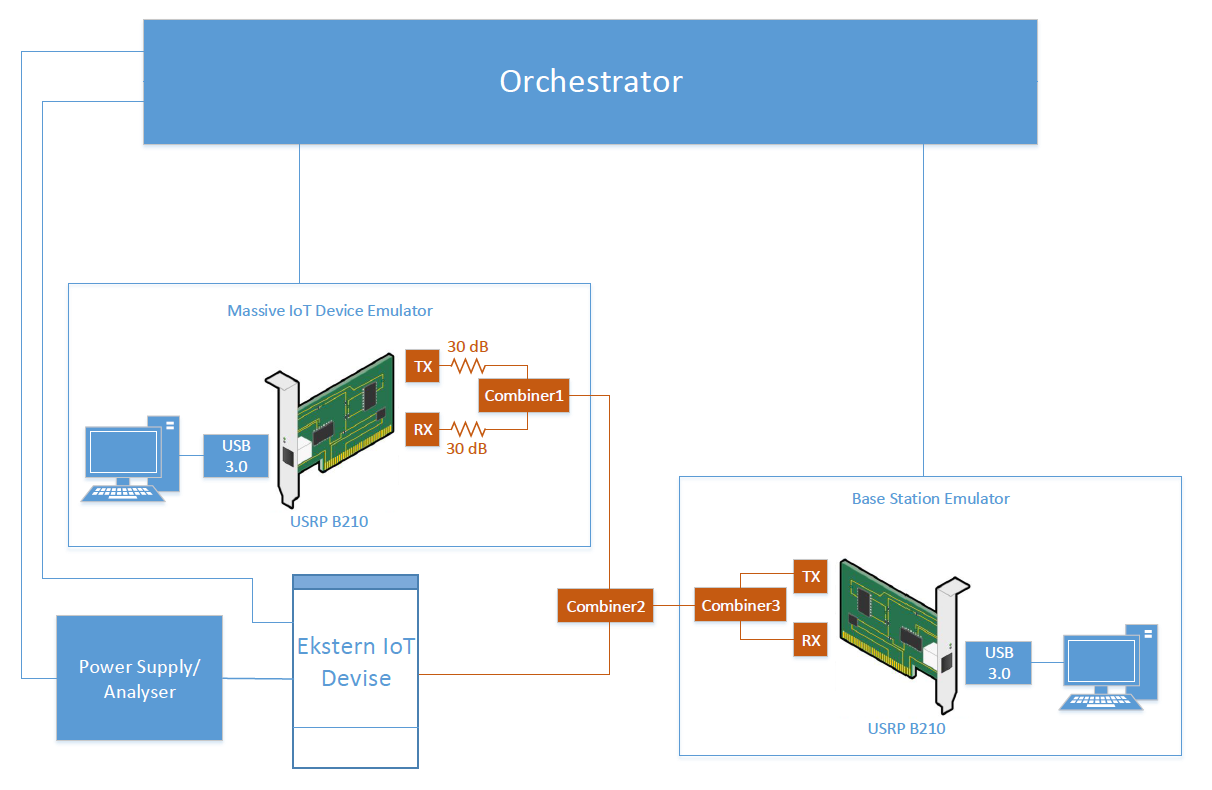 Orchestrator
Massive IoT Device Emulator
30 dB
TX
Combiner1
RX
30 dB
USB
3.0
USRP B210
Base Station Emulator
TX
Combiner2
Combiner3
RX
USB
3.0
USRP B210
Ekstern IoT
Devise
Power Supply/
Analyser